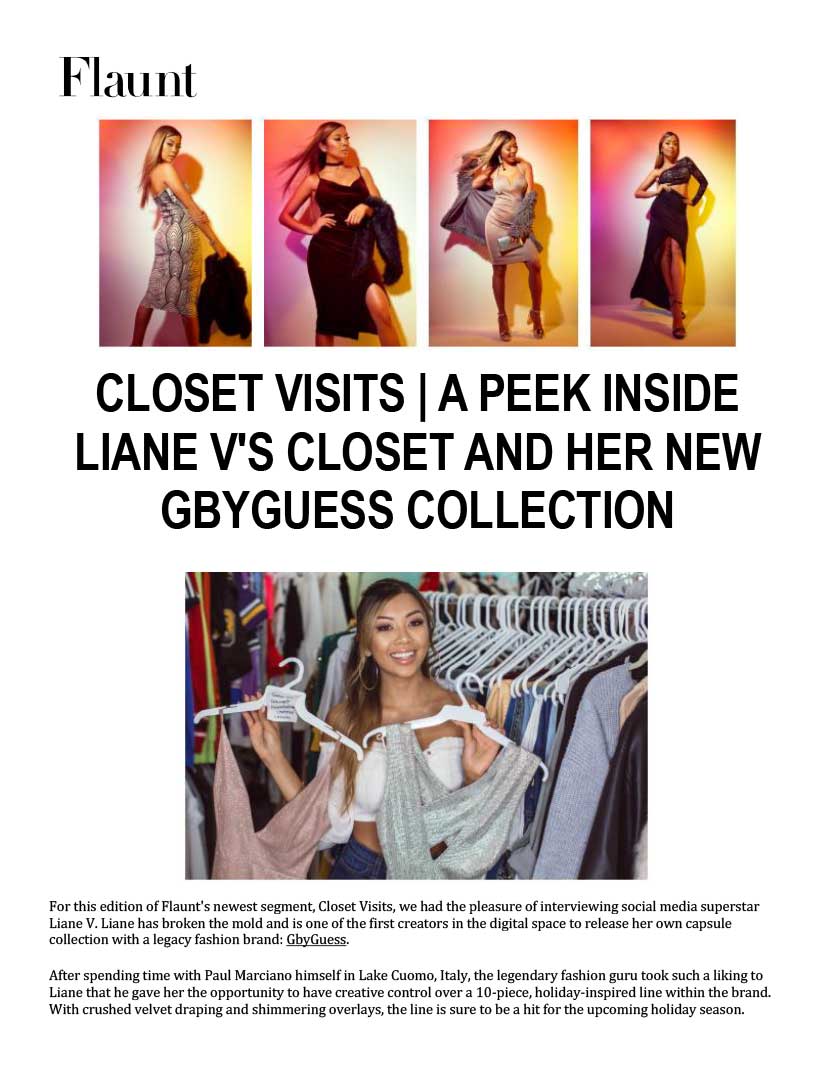 Flaunt
CLOSET VISITS | A PEEK INSIDE
LIANE V'S CLOSET AND HER NEW
GBYGUESS COLLECTION
For this edition of Flaunt's newest segment, Closet Visits, we had the pleasure of interviewing social media superstar
Liane V. Liane has broken the mold and is one of the first creators in the digital space to release her own capsule
collection with a legacy fashion brand: GbyGuess.
After spending time with Paul Marciano himself in Lake Cuomo, Italy, the legendary fashion guru took such a liking to
Liane that he gave her the opportunity to have creative control over a 10-piece, holiday-inspired line within the brand.
With crushed velvet draping and shimmering overlays, the line is sure to be a hit for the upcoming holiday season.